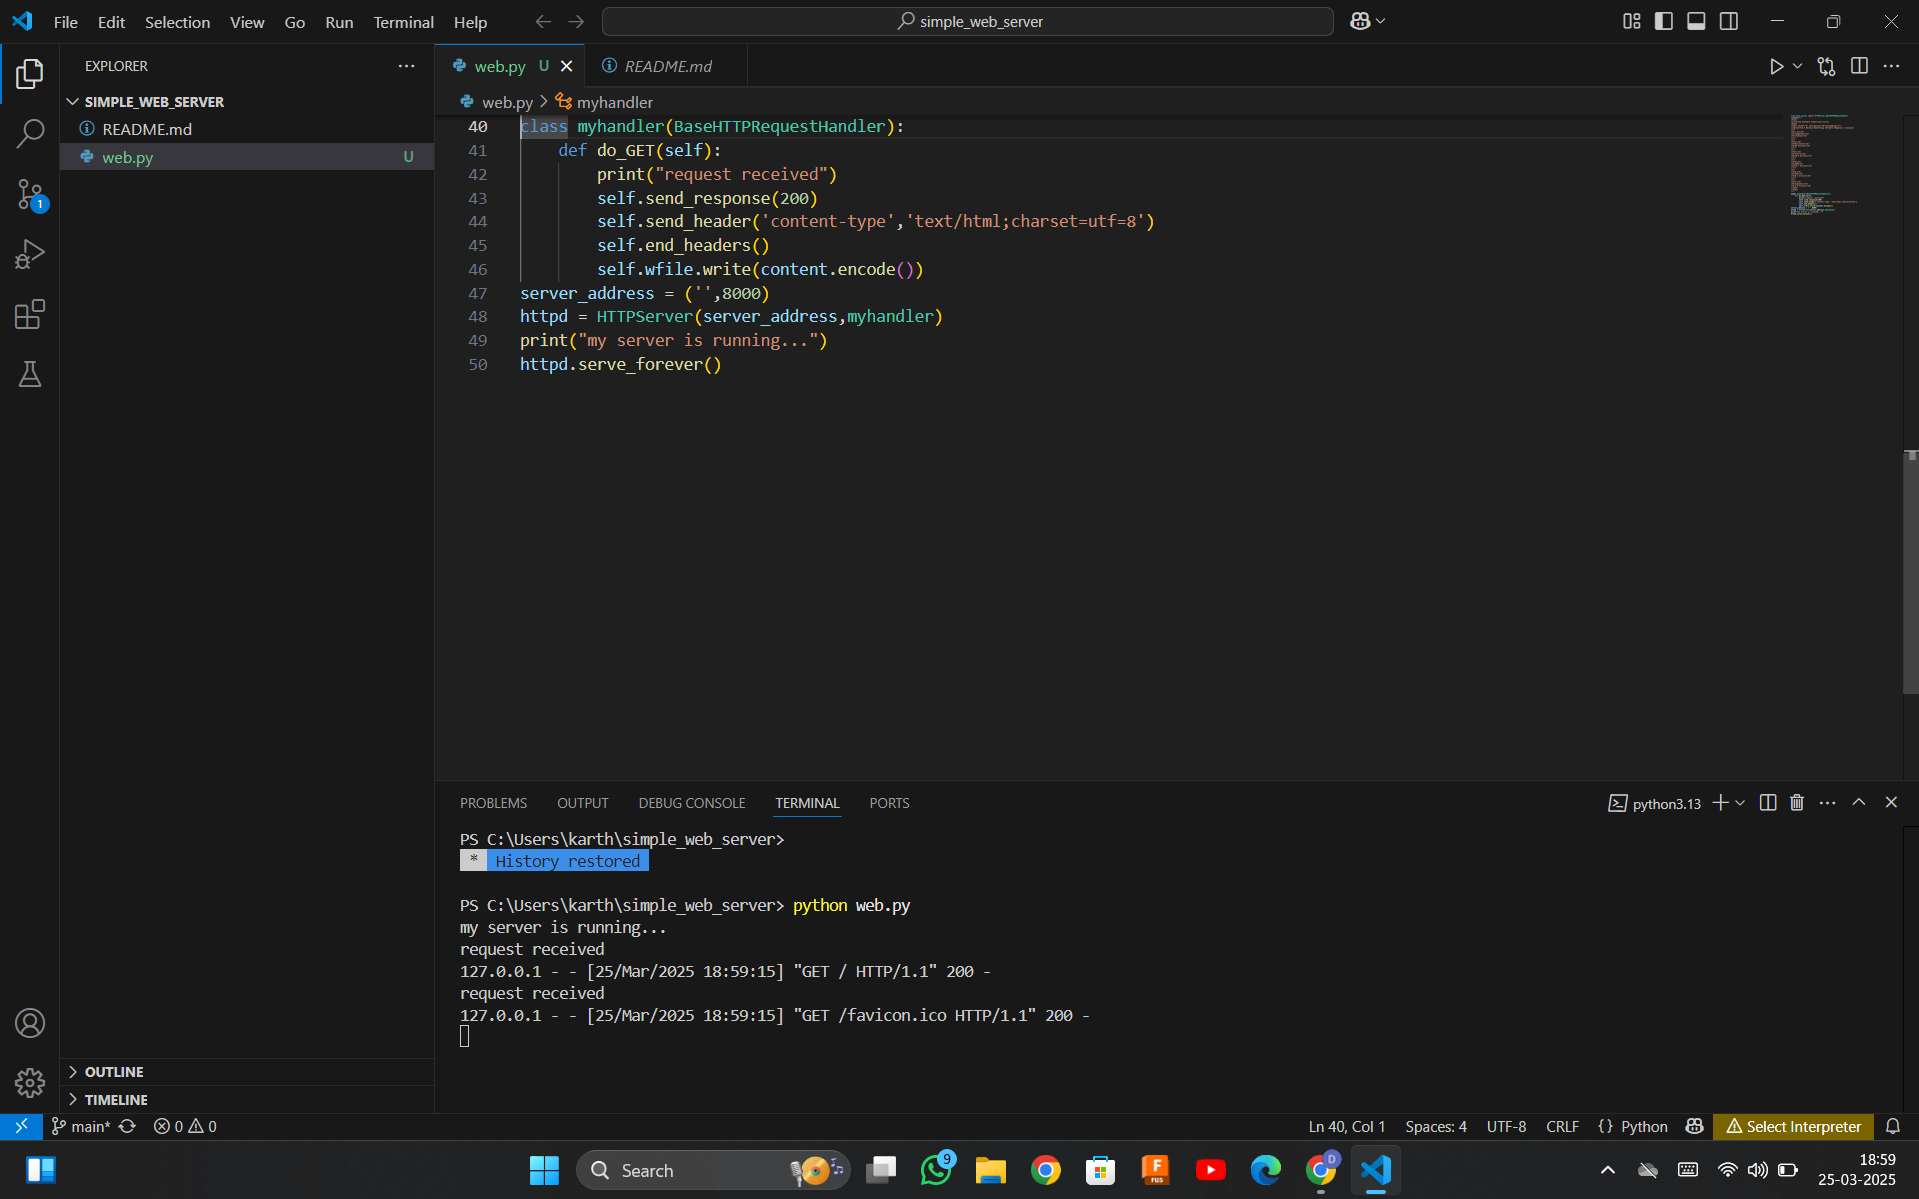 File Edit Selection View Go Run Terminal Help simple_web_server
EXPLORER
web.py U README.md
SIMPLE_WEB_SERVER
README.md
web.py U
web.py > myhandler
40 class myhandler(BaseHTTPRequestHandler):
41 def do_GET(self):
42 print("request received")
43 self.send_response(200)
44 self.send_header('content-type','text/html;charset=utf=8')
45 self.end_headers()
46 self.wfile.write(content.encode())
47 server_address = ('',8000)
48 httpd = HTTPServer(server_address,myhandler)
49 print("my server is running...")
50 httpd.serve_forever()
1
PROBLEMS OUTPUT DEBUG CONSOLE TERMINAL PORTS python3.13
PS C:\Users\karth\simple_web_server>
* History restored
PS C:\Users\karth\simple_web_server> python web.py
my server is running...
request received
127.0.0.1 - - [25/Mar/2025 18:59:15] "GET / HTTP/1.1" 200 -
request received
127.0.0.1 - - [25/Mar/2025 18:59:15] "GET /favicon.ico HTTP/1.1" 200 -
OUTLINE
TIMELINE
main* 0 0 Ln 40, Col 1 Spaces: 4 UTF-8 CRLF {} Python Select Interpreter
Search 9 F FUS D 18:59
25-03-2025